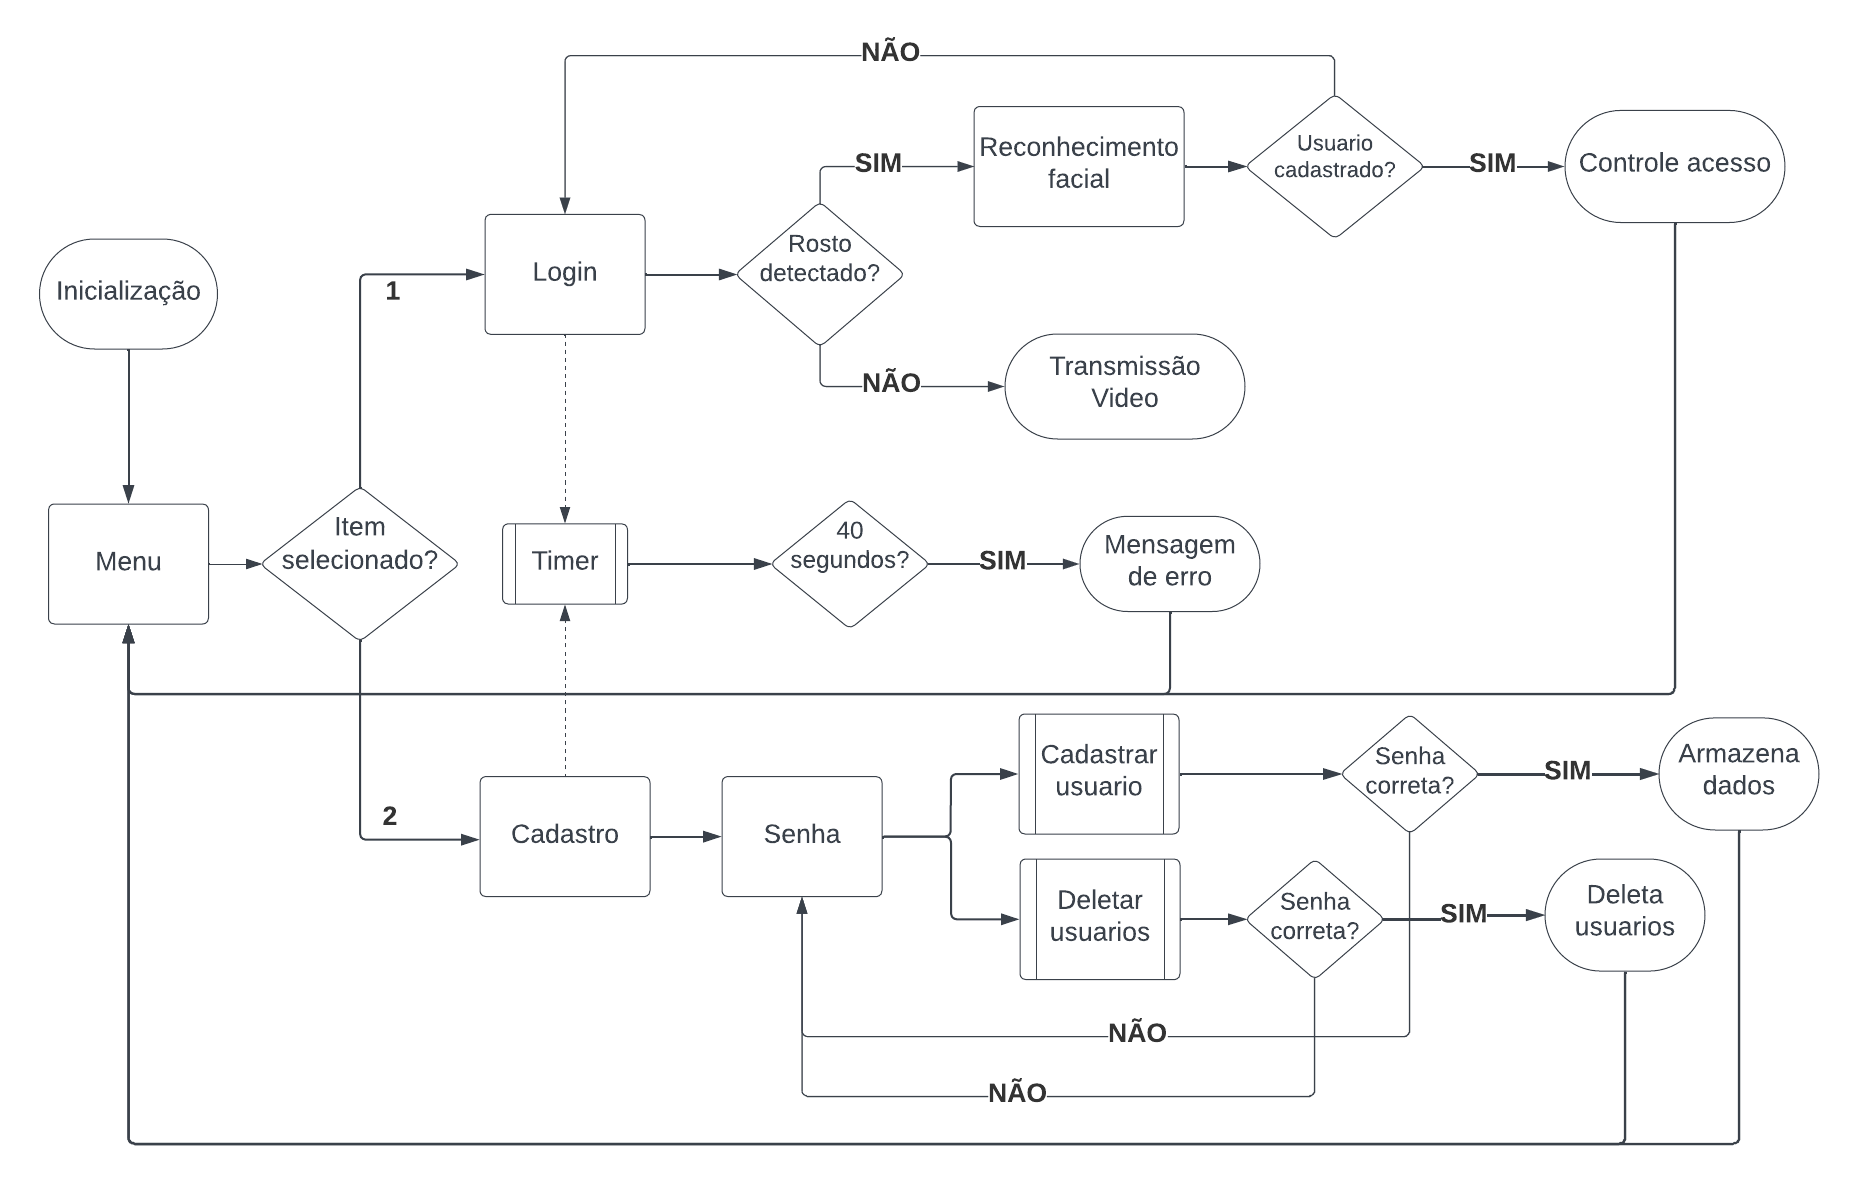 NÃO
Usuario
cadastrado?
Reconhecimento
facial
SIM
SIM
Controle acesso
Rosto
detectado?
Login
Inicialização
1
NÃO
Transmissão
Video
Item
selecionado?
Menu
Timer
40
segundos?
SIM
Mensagem
de erro
2
Cadastro
Senha
Cadastrar
usuario
Senha
correta?
SIM
Armazena
dados
Deletar
usuarios
Senha
correta?
SIM
Deleta
usuarios
NÃO
NÃO